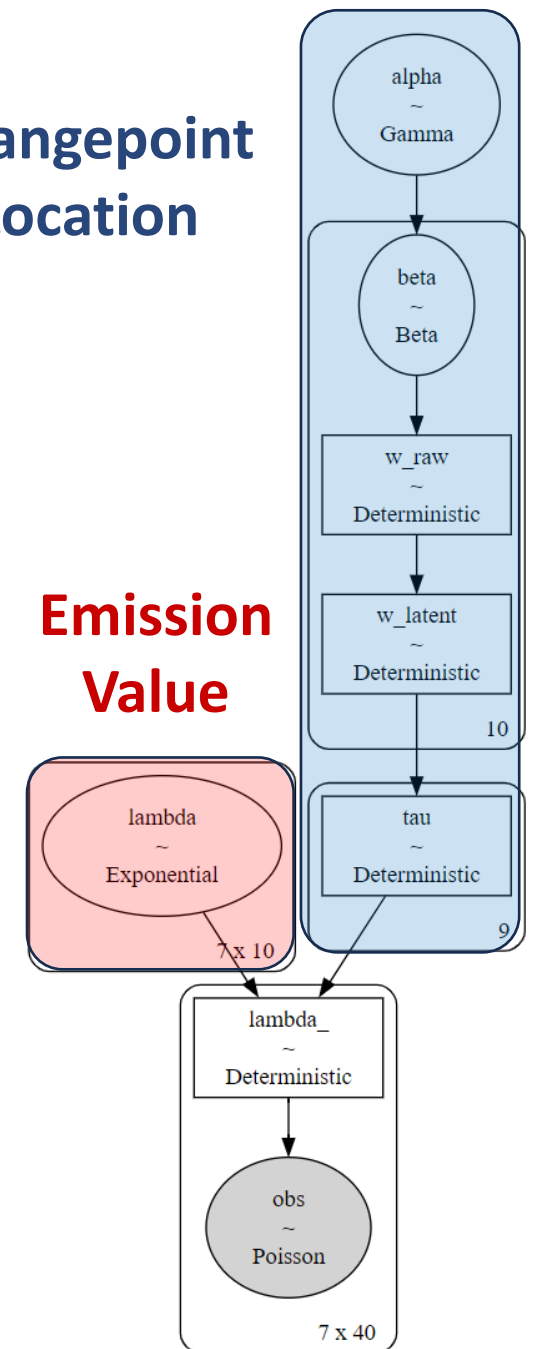 alpha
~
Gamma
angepoint
ocation
beta
~
Beta
w_raw
~
Deterministic
w_latent
~
Deterministic
10
Emission
Value
lambda
~
Exponential
7 x 10
tau
~
Deterministic
9
lambda_
~
Deterministic
obs
~
Poisson
7 x 40